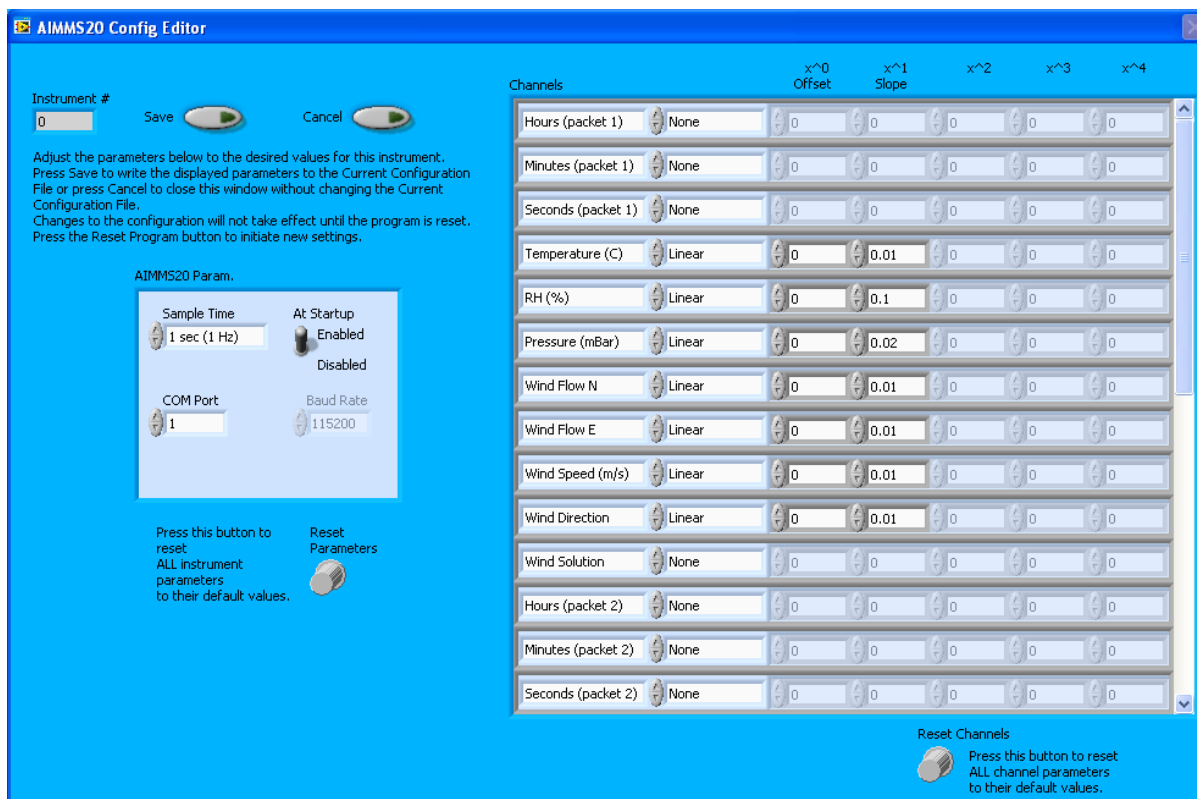 AIMMS20 Config Editor
Instrument #
0
Save
Cancel
Adjust the parameters below to the desired values for this instrument.
Press Save to write the displayed parameters to the Current Configuration
File or press Cancel to close this window without changing the Current
Configuration File.
Changes to the configuration will not take effect until the program is reset.
Press the Reset Program button to initiate new settings.
AIMMS20 Param.
Sample Time
1 sec (1 Hz)
At Startup
Enabled
Disabled
COM Port
1
Baud Rate
115200
Press this button to
reset
ALL instrument
parameters
to their default values.
Reset
Parameters
x^0 x^1 x^2 x^3 x^4
Channels Offset Slope
Hours (packet 1) None 0 0 0 0 0
Minutes (packet 1) None 0 0 0 0 0
Seconds (packet 1) None 0 0 0 0 0
Temperature (C) Linear 0 0.01 0 0 0
RH (%) Linear 0 0.1 0 0 0
Pressure (mBar) Linear 0 0.02 0 0 0
Wind Flow N Linear 0 0.01 0 0 0
Wind Flow E Linear 0 0.01 0 0 0
Wind Speed (m/s) Linear 0 0.01 0 0 0
Wind Direction Linear 0 0.01 0 0 0
Wind Solution None 0 0 0 0 0
Hours (packet 2) None 0 0 0 0 0
Minutes (packet 2) None 0 0 0 0 0
Seconds (packet 2) None 0 0 0 0 0
Reset Channels
Press this button to reset
ALL channel parameters
to their default values.